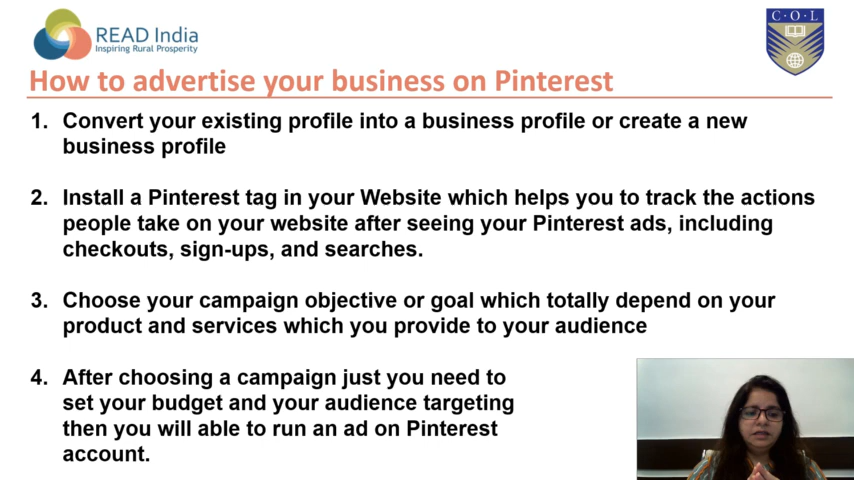 READ India
Inspiring Rural Prosperity
C·O·L
How to advertise your business on Pinterest
1. Convert your existing profile into a business profile or create a new
business profile
2. Install a Pinterest tag in your Website which helps you to track the actions
people take on your website after seeing your Pinterest ads, including
checkouts, sign-ups, and searches.
3. Choose your campaign objective or goal which totally depend on your
product and services which you provide to your audience
4. After choosing a campaign just you need to
set your budget and your audience targeting
then you will able to run an ad on Pinterest
account.